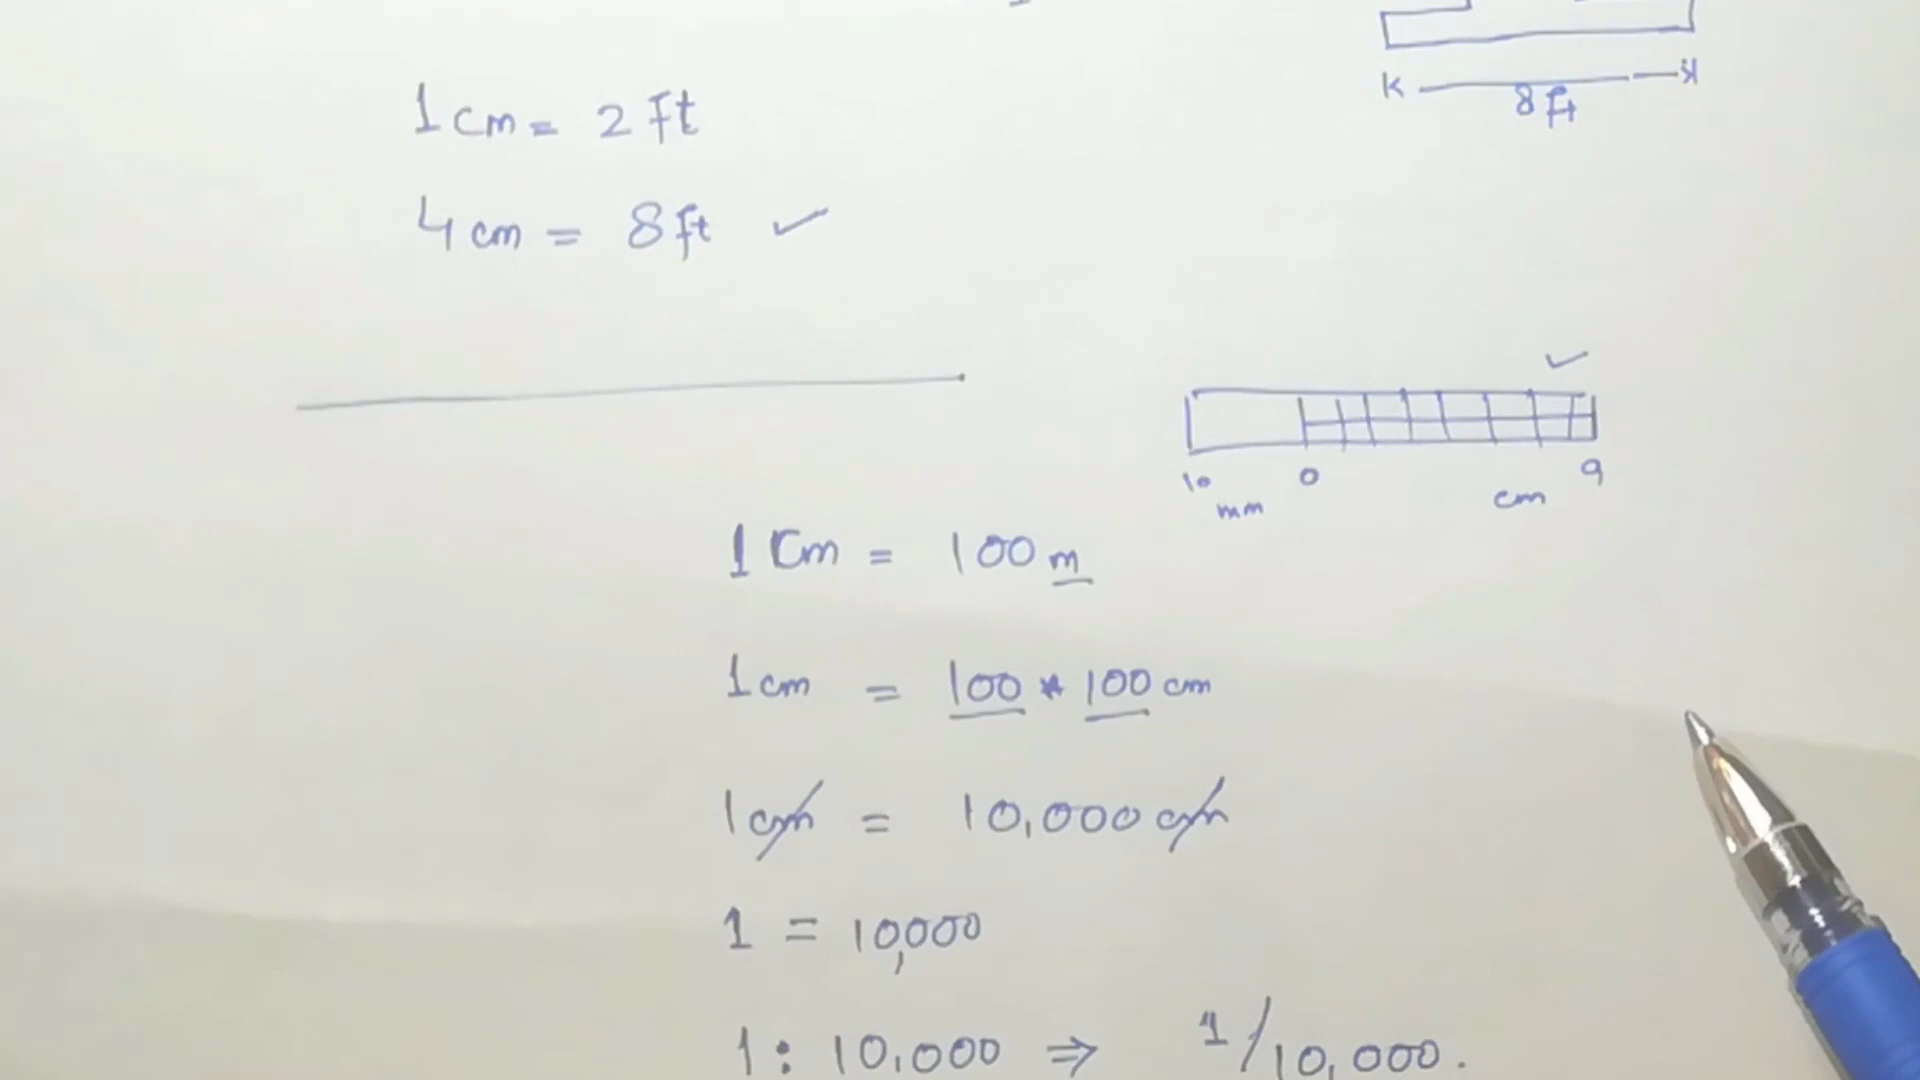 8 ft
1 cm = 2 ft
4 cm = 8 ft ✓
10 0 9
mm cm
1 Cm = 100 m
1 cm = 100 * 100 cm
1 cm = 10,000 cm
1 = 10,000
1 : 10,000 ⇒ 1/10,000.